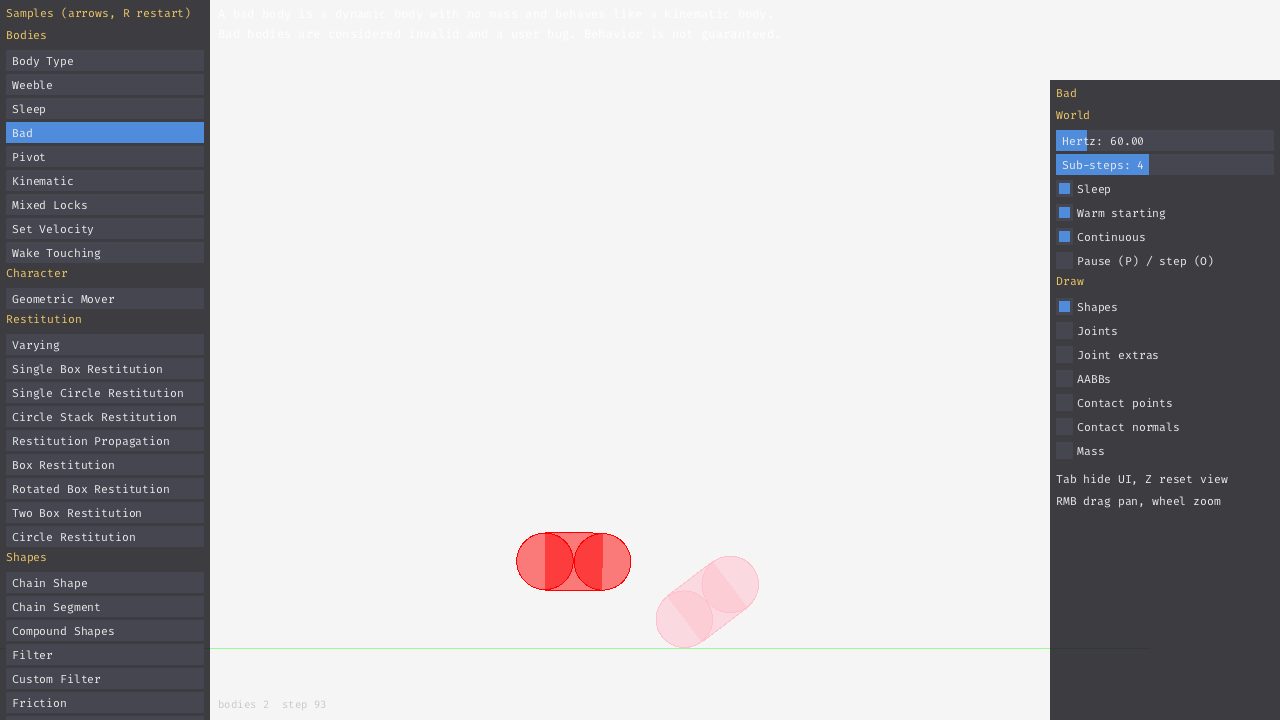 Samples (arrows, R restart)
Bodies
Body Type
Weeble
Sleep
Bad
Pivot
Kinematic
Mixed Locks
Set Velocity
Wake Touching
Character
Geometric Mover
Restitution
Varying
Single Box Restitution
Single Circle Restitution
Circle Stack Restitution
Restitution Propagation
Box Restitution
Rotated Box Restitution
Two Box Restitution
Circle Restitution
Shapes
Chain Shape
Chain Segment
Compound Shapes
Filter
Custom Filter
Friction
A bad body is a dynamic body with no mass and behaves like a kinematic body.
Bad bodies are considered invalid and a user bug. Behavior is not guaranteed.
bodies 2  step 93
Bad
World
Hertz: 60.00
Sub-steps: 4
Sleep
Warm starting
Continuous
Pause (P) / step (O)
Draw
Shapes
Joints
Joint extras
AABBs
Contact points
Contact normals
Mass
Tab hide UI, Z reset view
RMB drag pan, wheel zoom